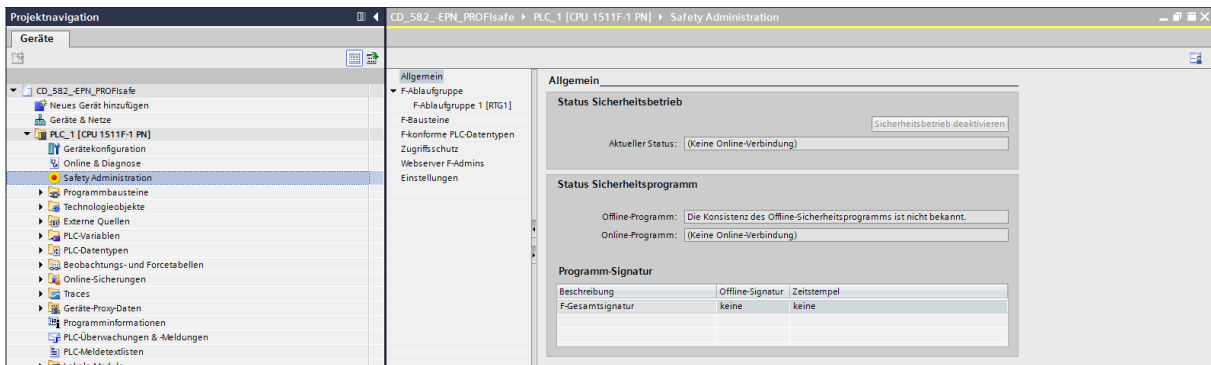 Projektnavigation
CD_582_-EPN_PROFIsafe ▸ PLC_1 [CPU 1511F-1 PN] ▸ Safety Administration
Geräte
CD_582_-EPN_PROFIsafe
Neues Gerät hinzufügen
Geräte & Netze
PLC_1 [CPU 1511F-1 PN]
Gerätekonfiguration
Online & Diagnose
Safety Administration
Programmbausteine
Technologieobjekte
Externe Quellen
PLC-Variablen
PLC-Datentypen
Beobachtungs- und Forcetabellen
Online-Sicherungen
Traces
Geräte-Proxy-Daten
Programminformationen
PLC-Überwachungen & -Meldungen
PLC-Meldetextlisten
Allgemein
F-Ablaufgruppe
F-Ablaufgruppe 1 [RTG1]
F-Bausteine
F-konforme PLC-Datentypen
Zugriffsschutz
Webserver F-Admins
Einstellungen
Allgemein
Status Sicherheitsbetrieb
Sicherheitsbetrieb deaktivieren
Aktueller Status: (Keine Online-Verbindung)
Status Sicherheitsprogramm
Offline-Programm: Die Konsistenz des Offline-Sicherheitsprogramms ist nicht bekannt.
Online-Programm: (Keine Online-Verbindung)
Programm-Signatur
Beschreibung Offline-Signatur Zeitstempel
F-Gesamtsignatur keine keine